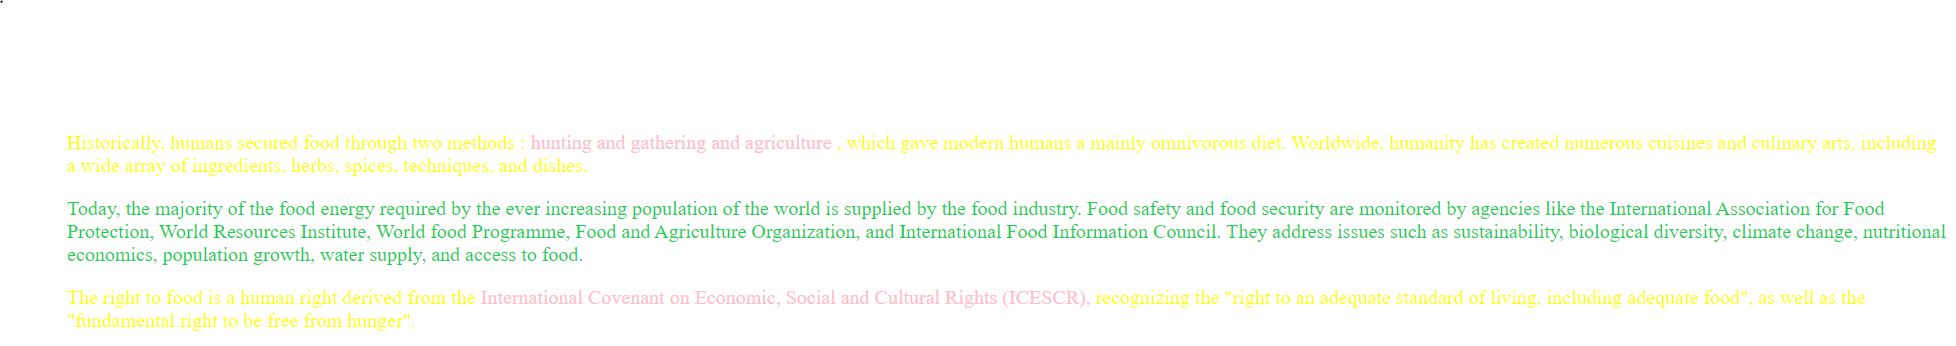 Historically, humans secured food through two methods : hunting and gathering and agriculture , which gave modern humans a mainly omnivorous diet. Worldwide, humanity has created numerous cuisines and culinary arts, including
a wide array of ingredients, herbs, spices, techniques, and dishes.
Today, the majority of the food energy required by the ever increasing population of the world is supplied by the food industry. Food safety and food security are monitored by agencies like the International Association for Food
Protection, World Resources Institute, World food Programme, Food and Agriculture Organization, and International Food Information Council. They address issues such as sustainability, biological diversity, climate change, nutritional
economics, population growth, water supply, and access to food.
The right to food is a human right derived from the International Covenant on Economic, Social and Cultural Rights (ICESCR), recognizing the "right to an adequate standard of living, including adequate food", as well as the
"fundamental right to be free from hunger".